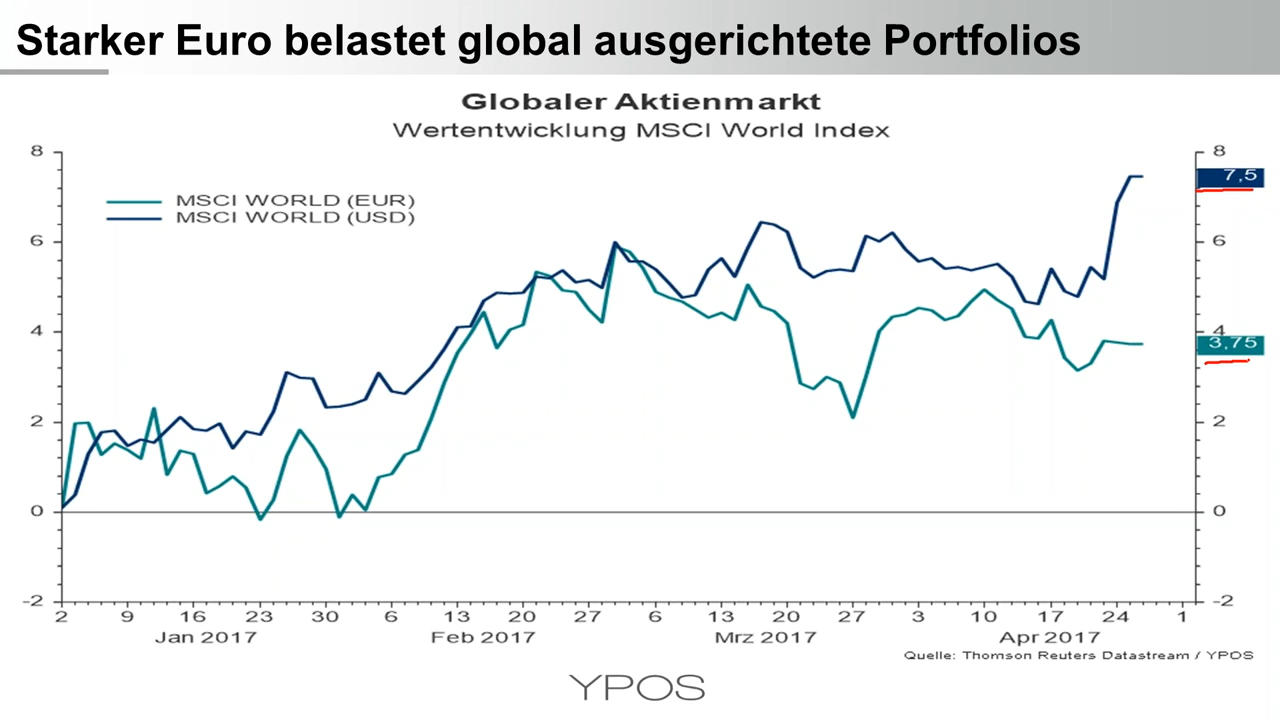 Starker Euro belastet global ausgerichtete Portfolios
Globaler Aktienmarkt
Wertentwicklung MSCI World Index
8 8
7,5
MSCI WORLD (EUR)
MSCI WORLD (USD)
6 6
4 4
3,75
2 2
0 0
-2 -2
2 9 16 23 30 6 13 20 27 6 13 20 27 3 10 17 24 1
Jan 2017 Feb 2017 Mrz 2017 Apr 2017
Quelle: Thomson Reuters Datastream / YPOS
YPOS